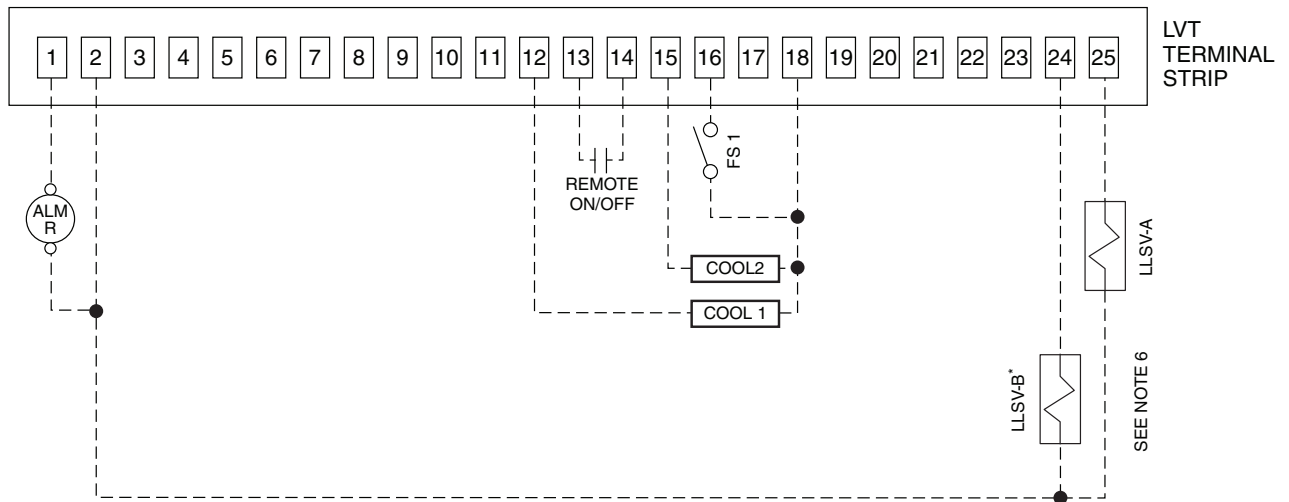 1 2 3 4 5 6 7 8 9 10 11 12 13 14 15 16 17 18 19 20 21 22 23 24 25
LVT
TERMINAL
STRIP
ALM
R
REMOTE
ON/OFF
FS 1
COOL2
COOL 1
LLSV-A
LLSV-B*
SEE NOTE 6